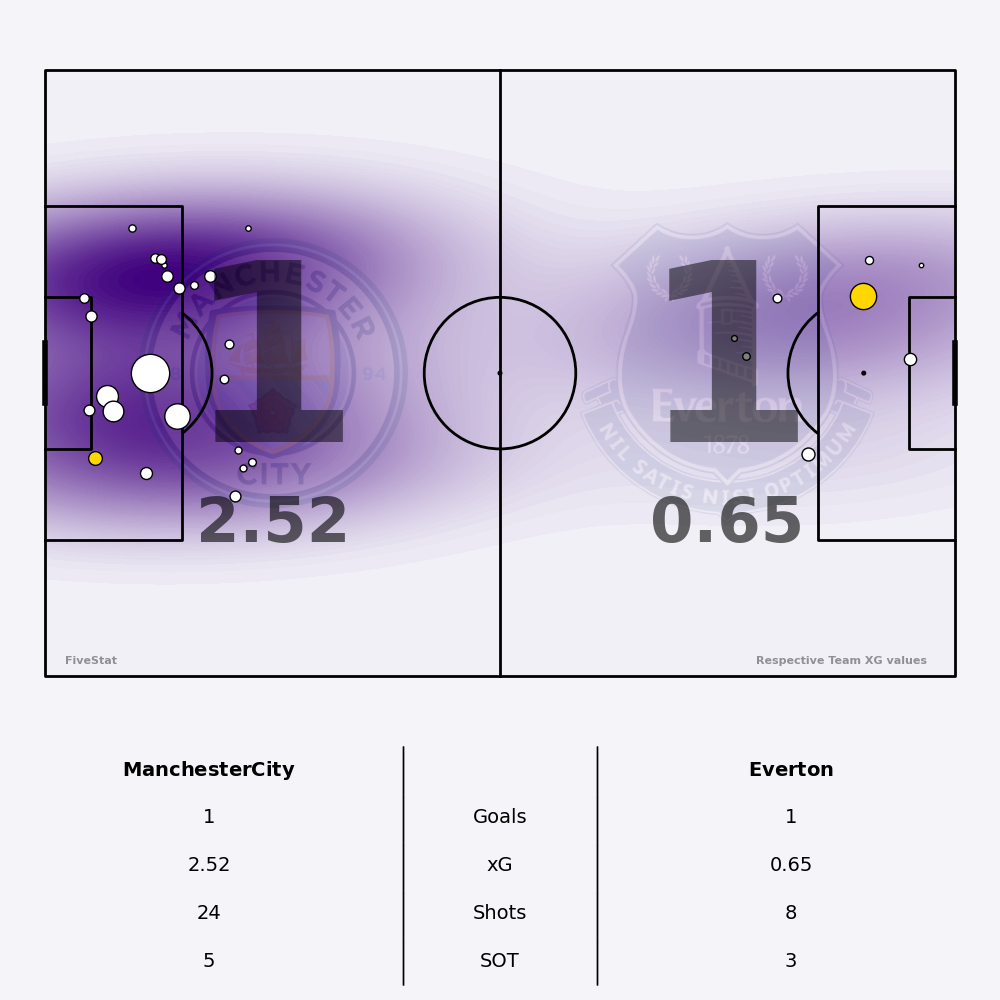 MANCHESTER
94
CITY
1
2.52
Everton
1878
NIL SATIS NISI OPTIMUM
1
0.65
FiveStat
Respective Team XG values
ManchesterCity Everton
1 Goals 1
2.52 xG 0.65
24 Shots 8
5 SOT 3